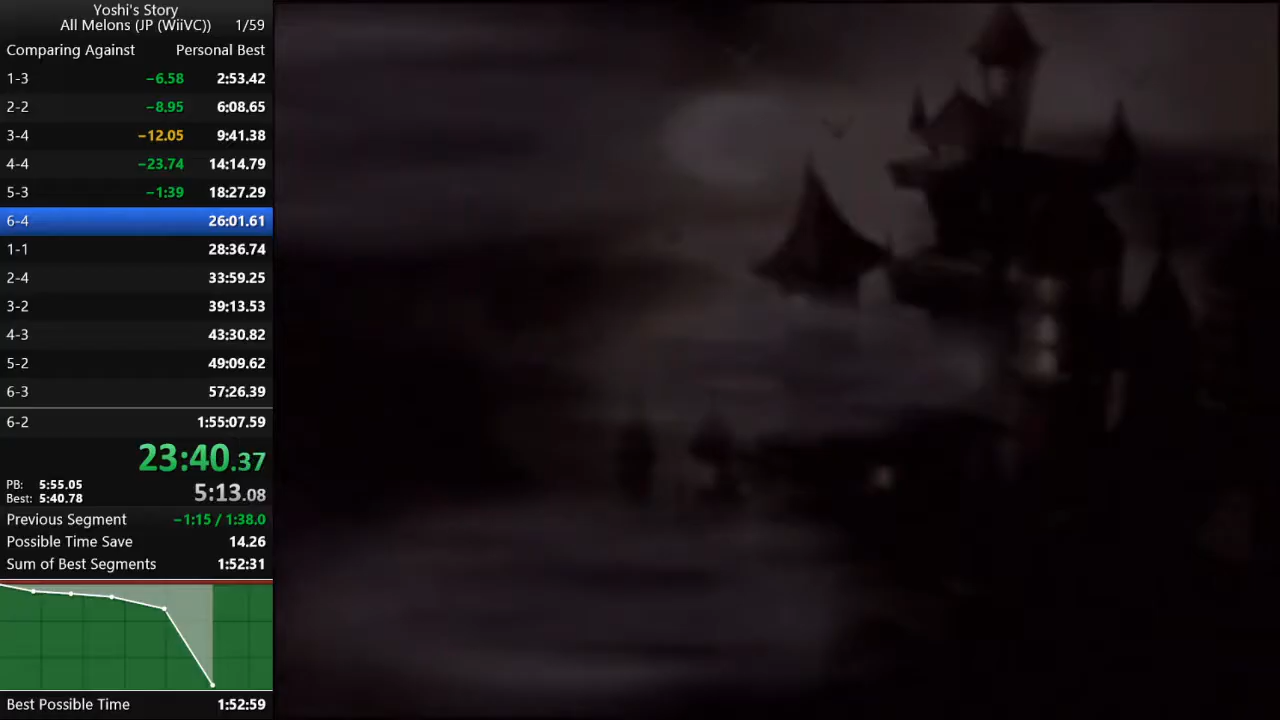 Yoshi's Story
All Melons (JP (WiiVC)) 1/59
Comparing Against Personal Best
1-3 −6.58 2:53.42
2-2 −8.95 6:08.65
3-4 −12.05 9:41.38
4-4 −23.74 14:14.79
5-3 −1:39 18:27.29
6-4 26:01.61
1-1 28:36.74
2-4 33:59.25
3-2 39:13.53
4-3 43:30.82
5-2 49:09.62
6-3 57:26.39
6-2 1:55:07.59
23:40.37
PB: 5:55.05
Best: 5:40.78 5:13.08
Previous Segment −1:15 / 1:38.0
Possible Time Save 14.26
Sum of Best Segments 1:52:31
Best Possible Time 1:52:59